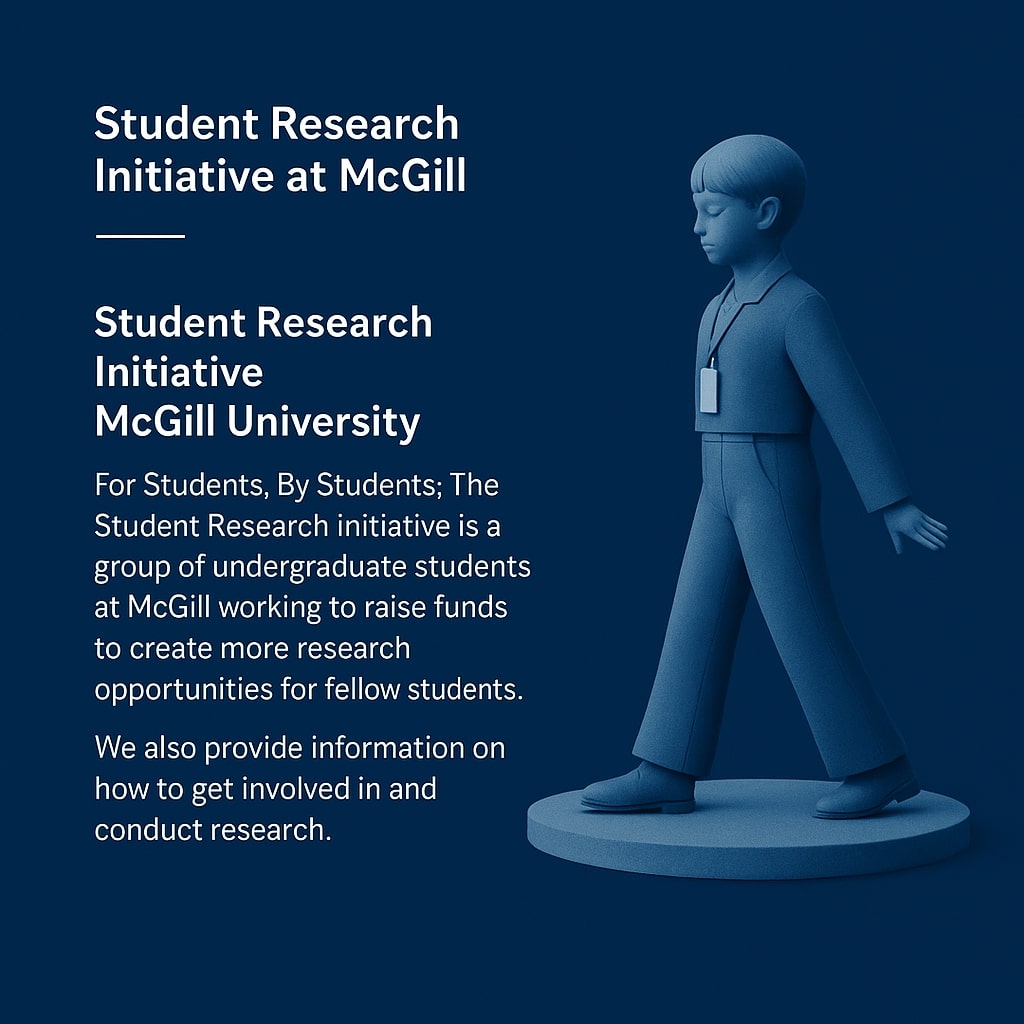 Student Research
Initiative at McGill
Student Research
Initiative
McGill University
For Students, By Students; The
Student Research initiative is a
group of undergraduate students
at McGill working to raise funds
to create more research
opportunities for fellow students.
We also provide information on
how to get involved in and
conduct research.